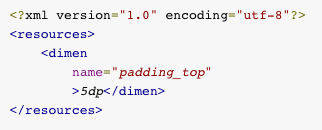 <?xml version="1.0" encoding="utf-8"?>
<resources>
    <dimen
        name="padding_top"
        >5dp</dimen>
</resources>